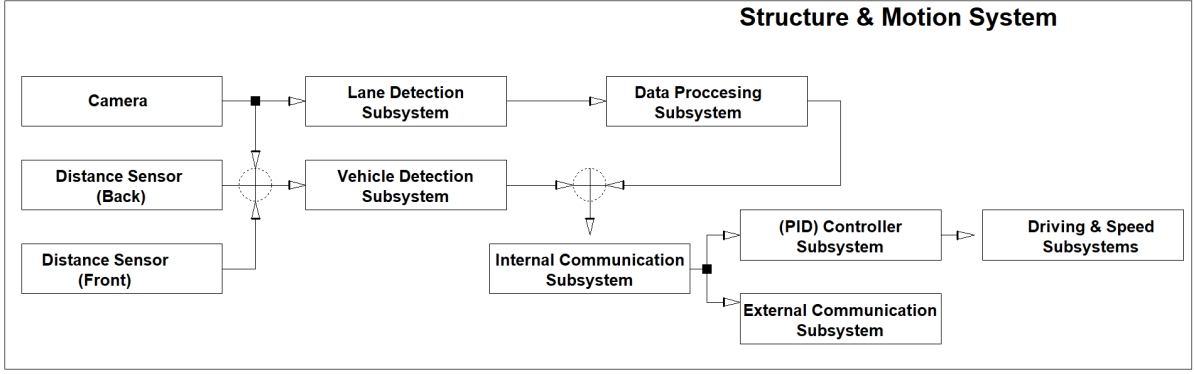 Structure & Motion System
Camera
Lane Detection
Subsystem
Data Proccesing
Subsystem
Distance Sensor
(Back)
Vehicle Detection
Subsystem
Distance Sensor
(Front)
Internal Communication
Subsystem
(PID) Controller
Subsystem
Driving & Speed
Subsystems
External Communication
Subsystem